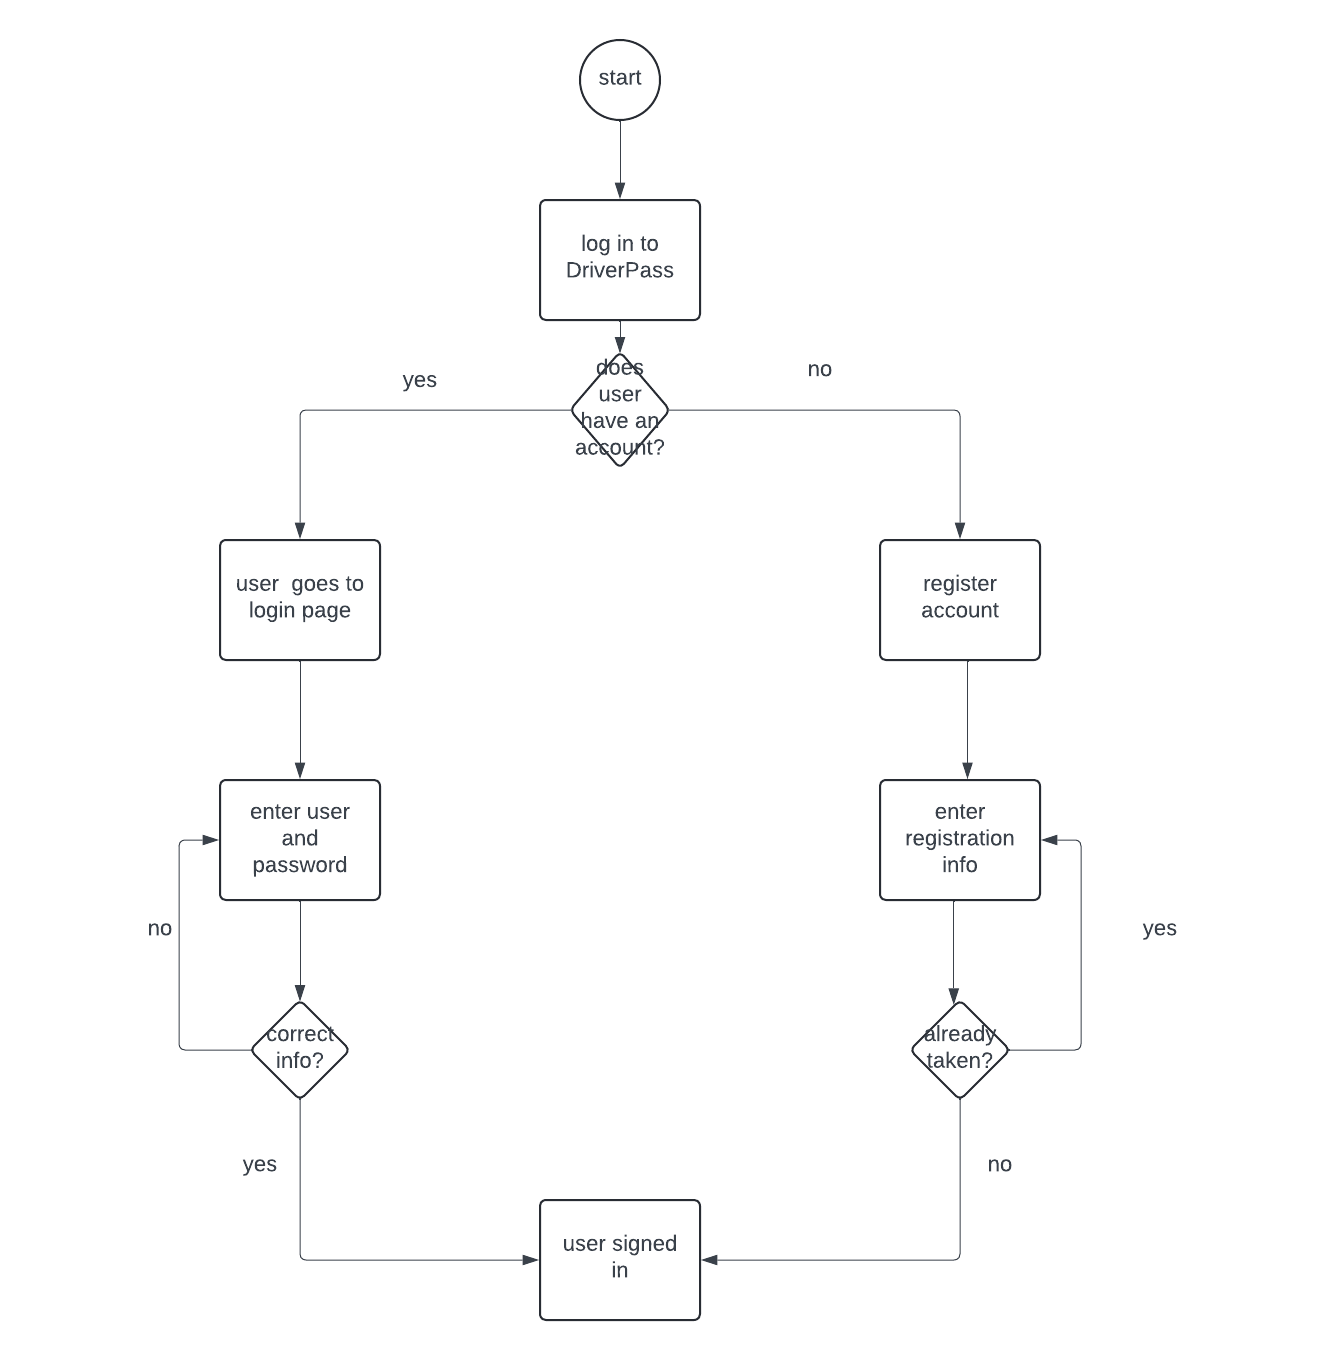 start
log in to
DriverPass
does
user
have an
account?
yes
no
user  goes to
login page
register
account
enter user
and
password
enter
registration
info
no
yes
correct
info?
already
taken?
yes
no
user signed
in